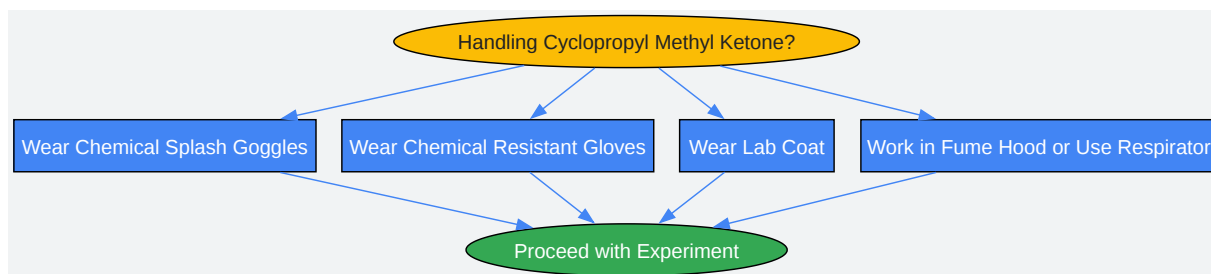 Handling Cyclopropyl Methyl Ketone?
Wear Chemical Splash Goggles
Wear Chemical Resistant Gloves
Wear Lab Coat
Work in Fume Hood or Use Respirator
Proceed with Experiment